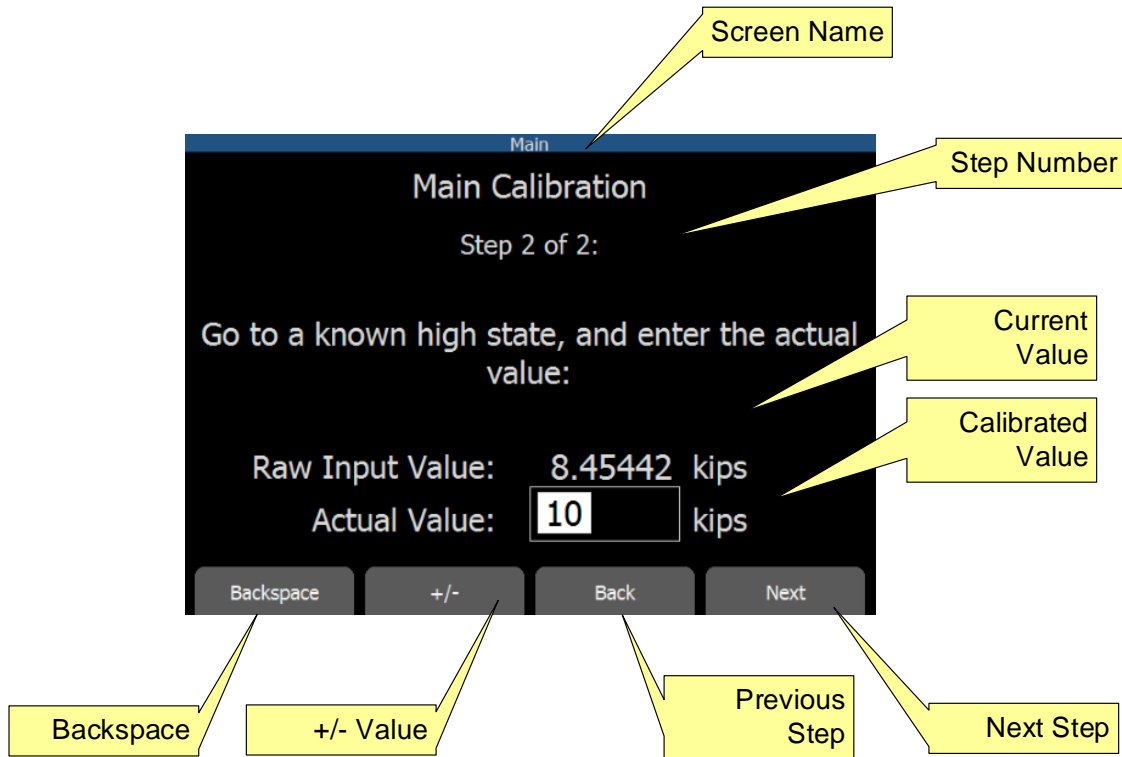 Screen Name
Main
Main Calibration
Step Number
Step 2 of 2:
Go to a known high state, and enter the actual
value:
Current
Value
Calibrated
Value
Raw Input Value: 8.45442 kips
Actual Value: 10 kips
Backspace +/- Back Next
Backspace
+/- Value
Previous
Step
Next Step